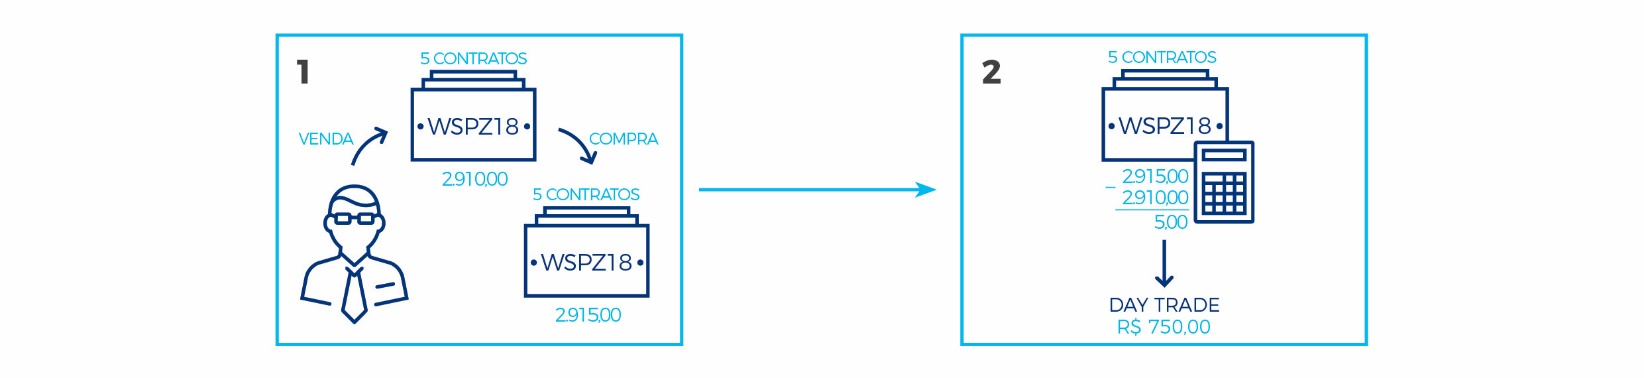 1
5 CONTRATOS
• WSPZ18 •
VENDA
COMPRA
2.910,00
5 CONTRATOS
• WSPZ18 •
2.915,00
2
5 CONTRATOS
• WSPZ18 •
2.915,00
– 2.910,00
5,00
DAY TRADE
R$ 750,00